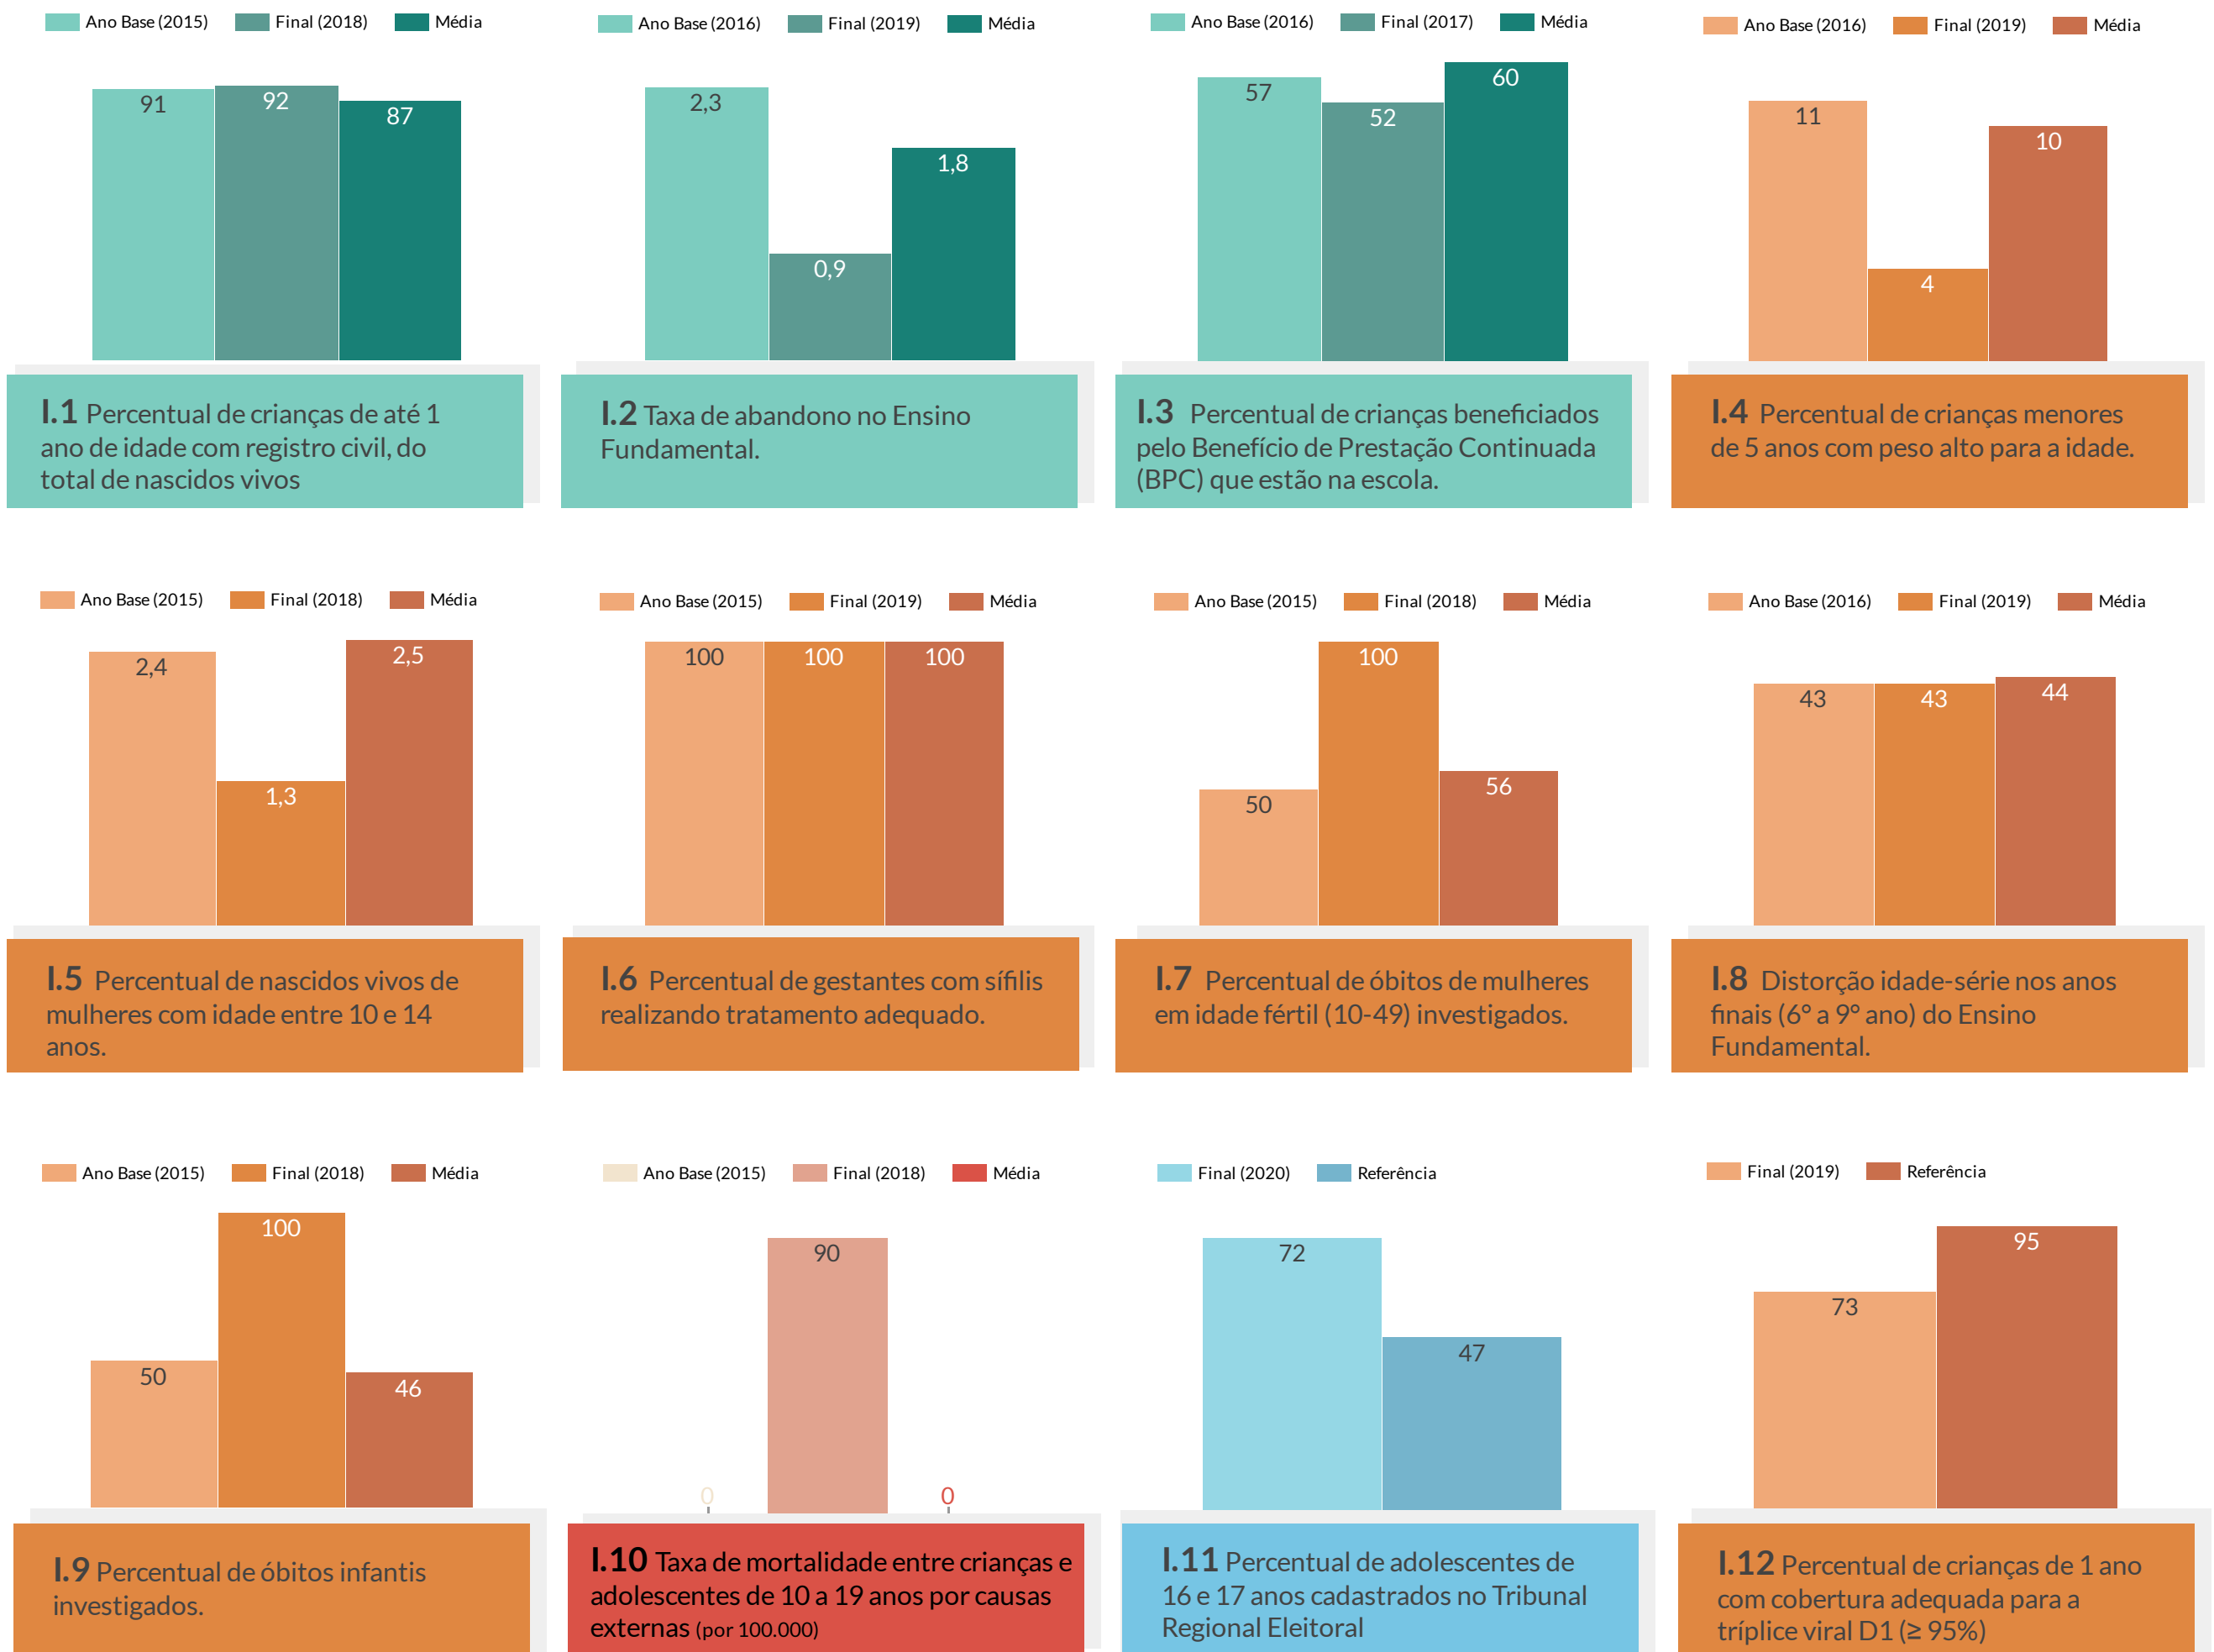 Ano Base (2015) Final (2018) Média
91 92 87
I.1 Percentual de crianças de até 1
ano de idade com registro civil, do
total de nascidos vivos
Ano Base (2016) Final (2019) Média
2,3 0,9 1,8
I.2 Taxa de abandono no Ensino
Fundamental.
Ano Base (2016) Final (2017) Média
57 52 60
I.3 Percentual de crianças beneficiados
pelo Benefício de Prestação Continuada
(BPC) que estão na escola.
Ano Base (2016) Final (2019) Média
11 4 10
I.4 Percentual de crianças menores
de 5 anos com peso alto para a idade.
Ano Base (2015) Final (2018) Média
2,4 1,3 2,5
I.5 Percentual de nascidos vivos de
mulheres com idade entre 10 e 14
anos.
Ano Base (2015) Final (2019) Média
100 100 100
I.6 Percentual de gestantes com sífilis
realizando tratamento adequado.
Ano Base (2015) Final (2018) Média
50 100 56
I.7 Percentual de óbitos de mulheres
em idade fértil (10-49) investigados.
Ano Base (2016) Final (2019) Média
43 43 44
I.8 Distorção idade-série nos anos
finais (6° a 9° ano) do Ensino
Fundamental.
Ano Base (2015) Final (2018) Média
50 100 46
I.9 Percentual de óbitos infantis
investigados.
Ano Base (2015) Final (2018) Média
0 90 0
I.10 Taxa de mortalidade entre crianças e
adolescentes de 10 a 19 anos por causas
externas (por 100.000)
Final (2020) Referência
72 47
I.11 Percentual de adolescentes de
16 e 17 anos cadastrados no Tribunal
Regional Eleitoral
Final (2019) Referência
73 95
I.12 Percentual de crianças de 1 ano
com cobertura adequada para a
tríplice viral D1 (≥ 95%)